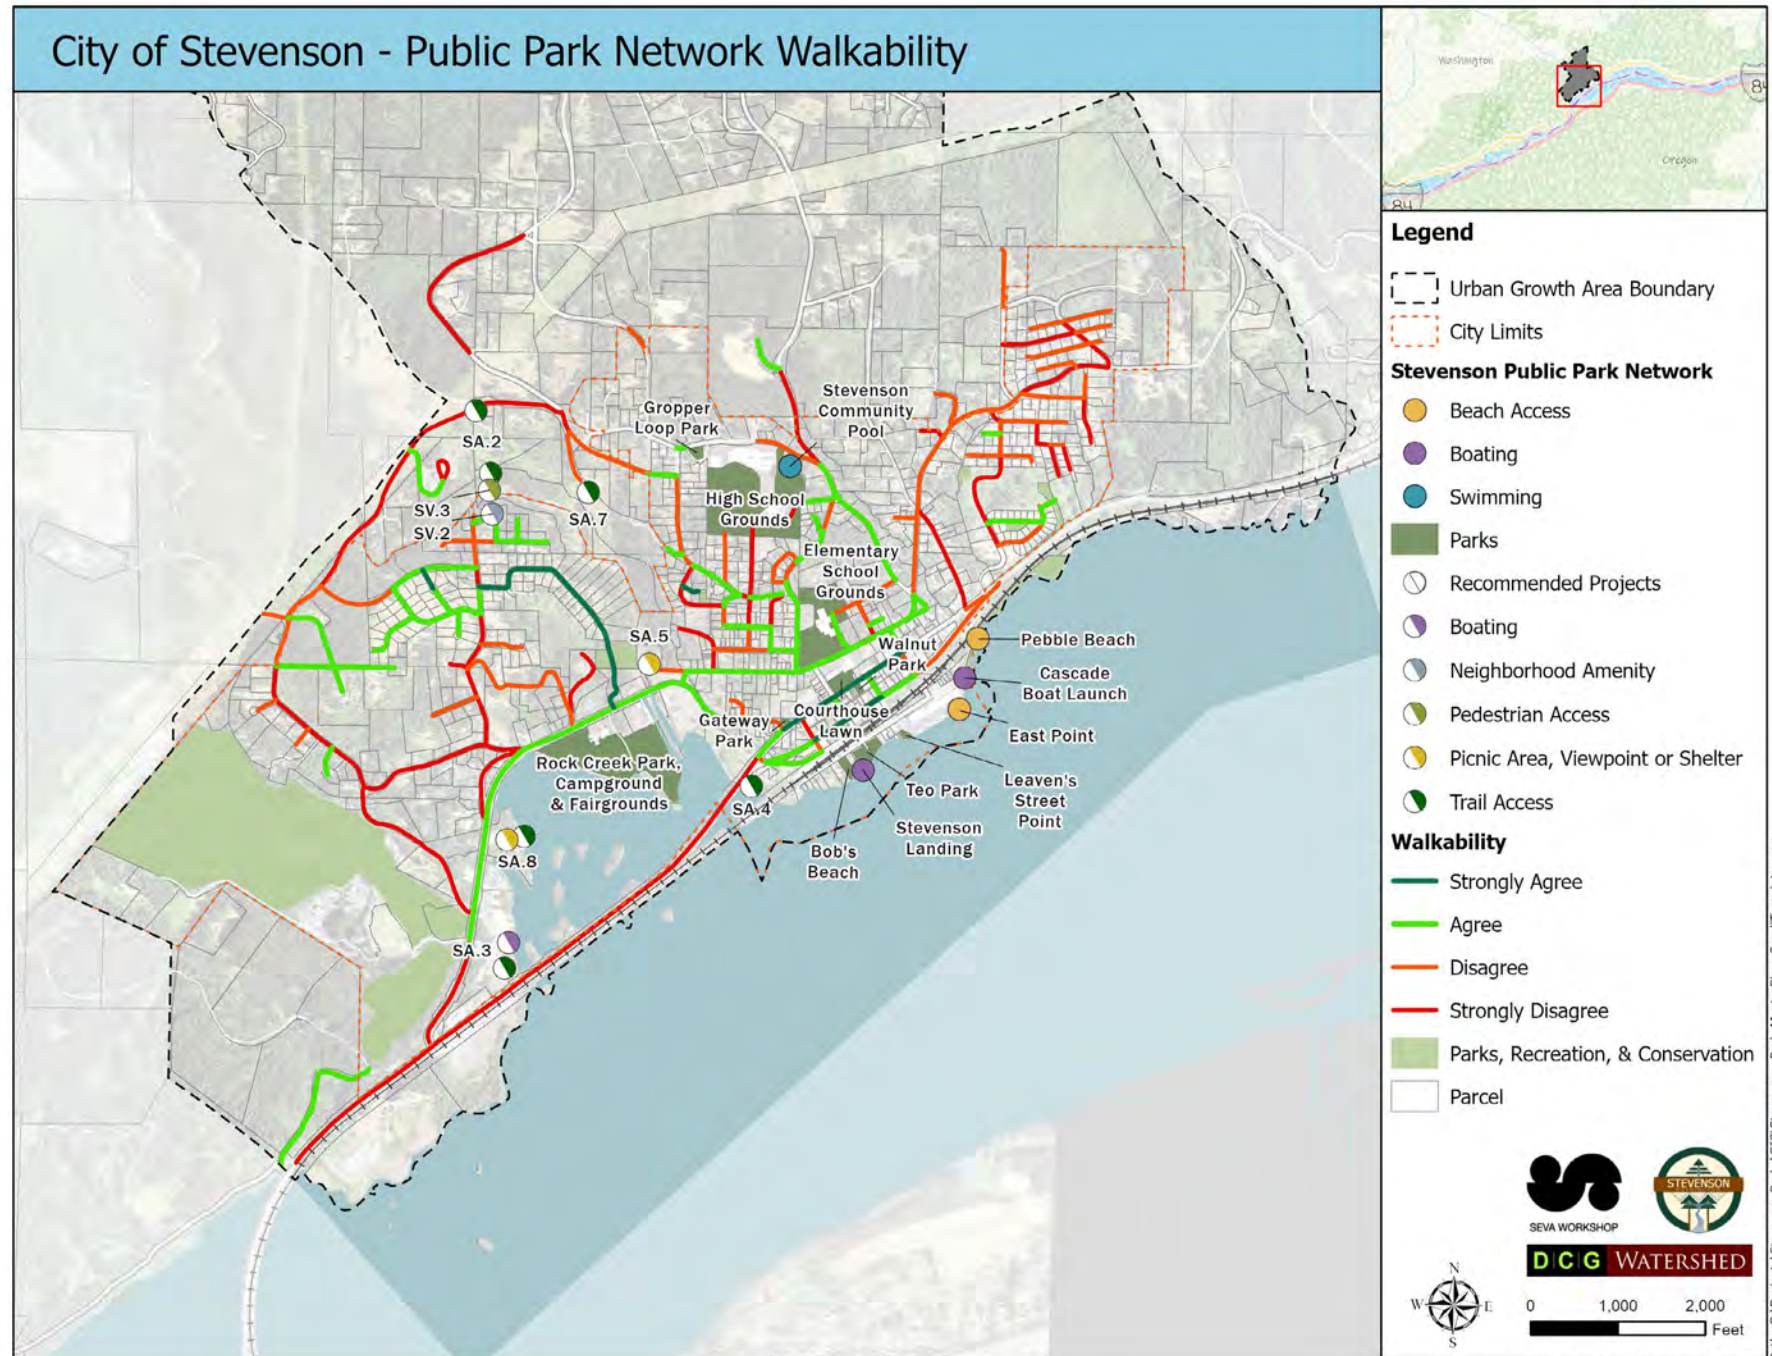 City of Stevenson - Public Park Network Walkability
Washington
84
Oregon
84
Legend
Urban Growth Area Boundary
City Limits
Stevenson Public Park Network
Beach Access
Boating
Swimming
Parks
Recommended Projects
Boating
Neighborhood Amenity
Pedestrian Access
Picnic Area, Viewpoint or Shelter
Trail Access
Walkability
Strongly Agree
Agree
Disagree
Strongly Disagree
Parks, Recreation, & Conservation
Parcel
SEVA WORKSHOP
STEVENSON
D|C|G WATERSHED
N
W E
S
0 1,000 2,000
Feet
Gropper
Loop Park
Stevenson
Community
Pool
SA.2
SV.3
SV.2
SA.7
High School
Grounds
Elementary
School
Grounds
SA.5
Walnut
Park
Pebble Beach
Cascade
Boat Launch
Gateway
Park
Courthouse
Lawn
East Point
Rock Creek Park,
Campground
& Fairgrounds
SA.4
Teo Park
Leaven's
Street
Point
Stevenson
Landing
Bob's
Beach
SA.8
SA.3